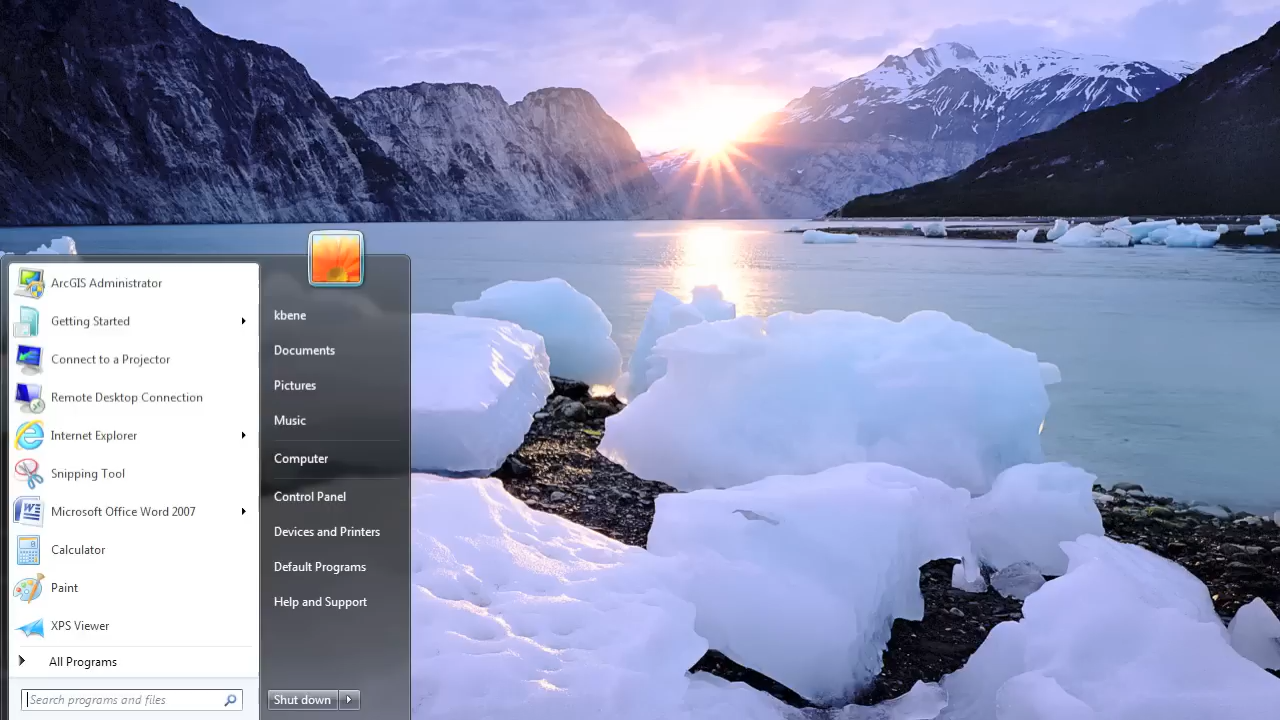 ArcGIS Administrator
Getting Started
Connect to a Projector
Remote Desktop Connection
Internet Explorer
Snipping Tool
Microsoft Office Word 2007
Calculator
Paint
XPS Viewer
All Programs
Search programs and files
kbene
Documents
Pictures
Music
Computer
Control Panel
Devices and Printers
Default Programs
Help and Support
Shut down